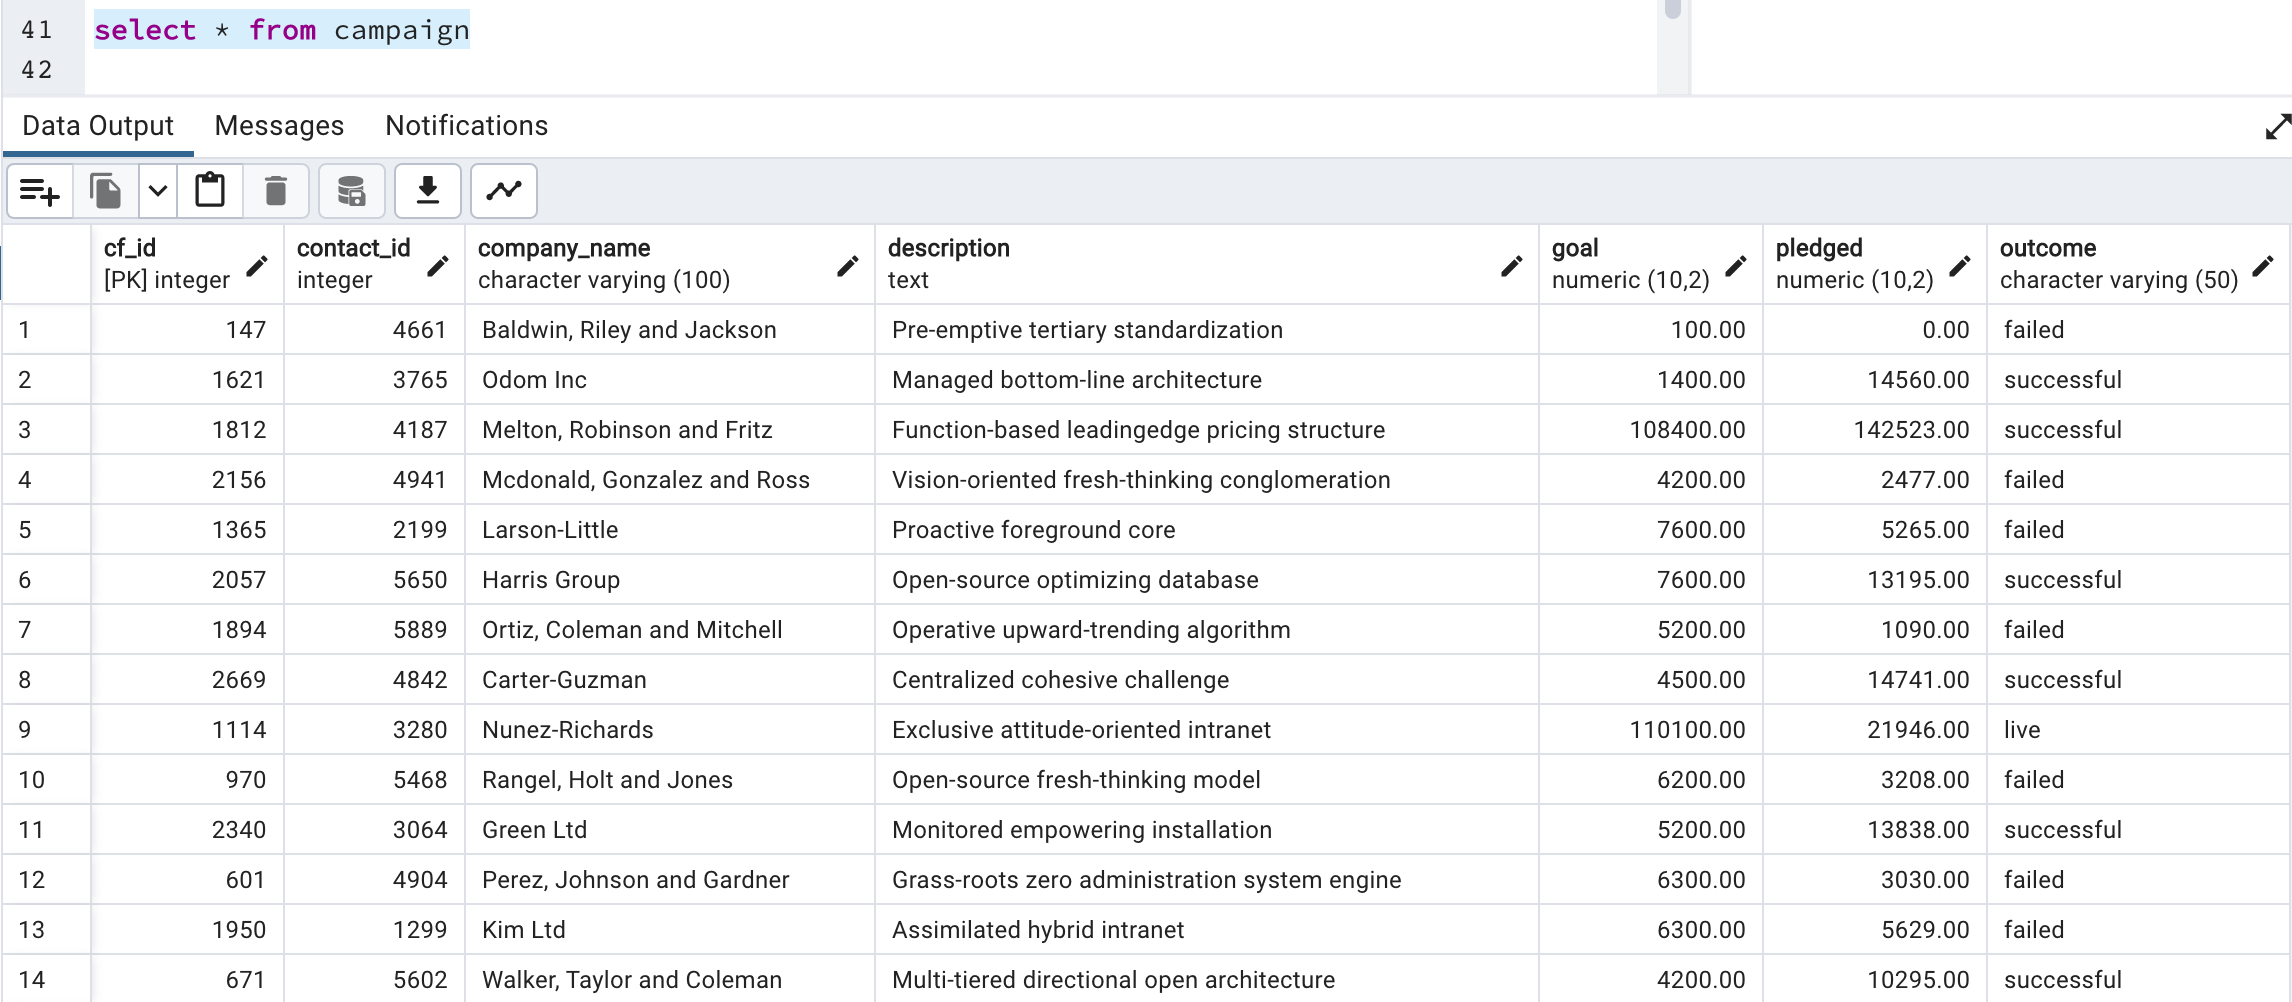 41 select * from campaign
42
Data Output Messages Notifications
cf_id contact_id company_name description goal pledged outcome
[PK] integer integer character varying (100) text numeric (10,2) numeric (10,2) character varying (50)
1 147 4661 Baldwin, Riley and Jackson Pre-emptive tertiary standardization 100.00 0.00 failed
2 1621 3765 Odom Inc Managed bottom-line architecture 1400.00 14560.00 successful
3 1812 4187 Melton, Robinson and Fritz Function-based leadingedge pricing structure 108400.00 142523.00 successful
4 2156 4941 Mcdonald, Gonzalez and Ross Vision-oriented fresh-thinking conglomeration 4200.00 2477.00 failed
5 1365 2199 Larson-Little Proactive foreground core 7600.00 5265.00 failed
6 2057 5650 Harris Group Open-source optimizing database 7600.00 13195.00 successful
7 1894 5889 Ortiz, Coleman and Mitchell Operative upward-trending algorithm 5200.00 1090.00 failed
8 2669 4842 Carter-Guzman Centralized cohesive challenge 4500.00 14741.00 successful
9 1114 3280 Nunez-Richards Exclusive attitude-oriented intranet 110100.00 21946.00 live
10 970 5468 Rangel, Holt and Jones Open-source fresh-thinking model 6200.00 3208.00 failed
11 2340 3064 Green Ltd Monitored empowering installation 5200.00 13838.00 successful
12 601 4904 Perez, Johnson and Gardner Grass-roots zero administration system engine 6300.00 3030.00 failed
13 1950 1299 Kim Ltd Assimilated hybrid intranet 6300.00 5629.00 failed
14 671 5602 Walker, Taylor and Coleman Multi-tiered directional open architecture 4200.00 10295.00 successful